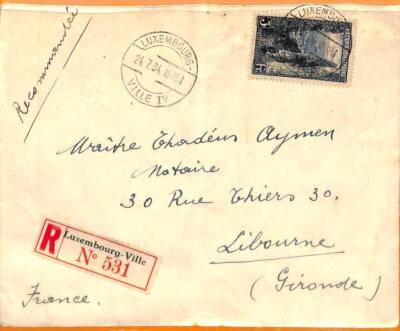 Recommandée
LUXEMBOURG-
24.7.34
VILLE IV
Maître Thadéus Aymen
Notaire
30 Rue Thiers 30.
Libourne
(Gironde)
R Luxembourg-Ville
Nº 531
France.